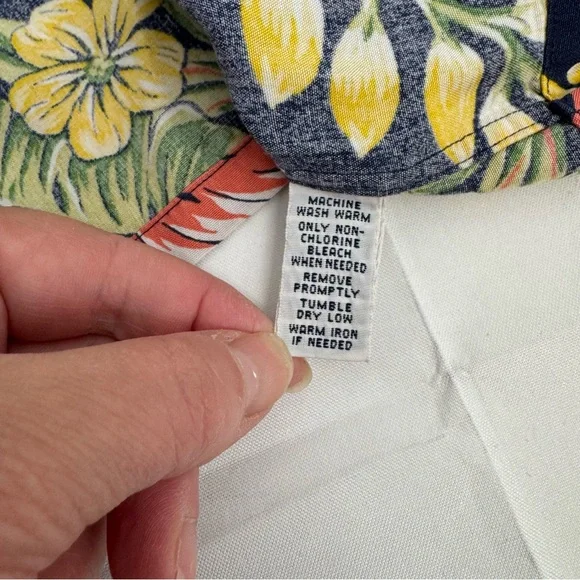 MACHINE
WASH WARM
ONLY NON-
CHLORINE
BLEACH
WHEN NEEDED
REMOVE
PROMPTLY
TUMBLE
DRY LOW
WARM IRON
IF NEEDED